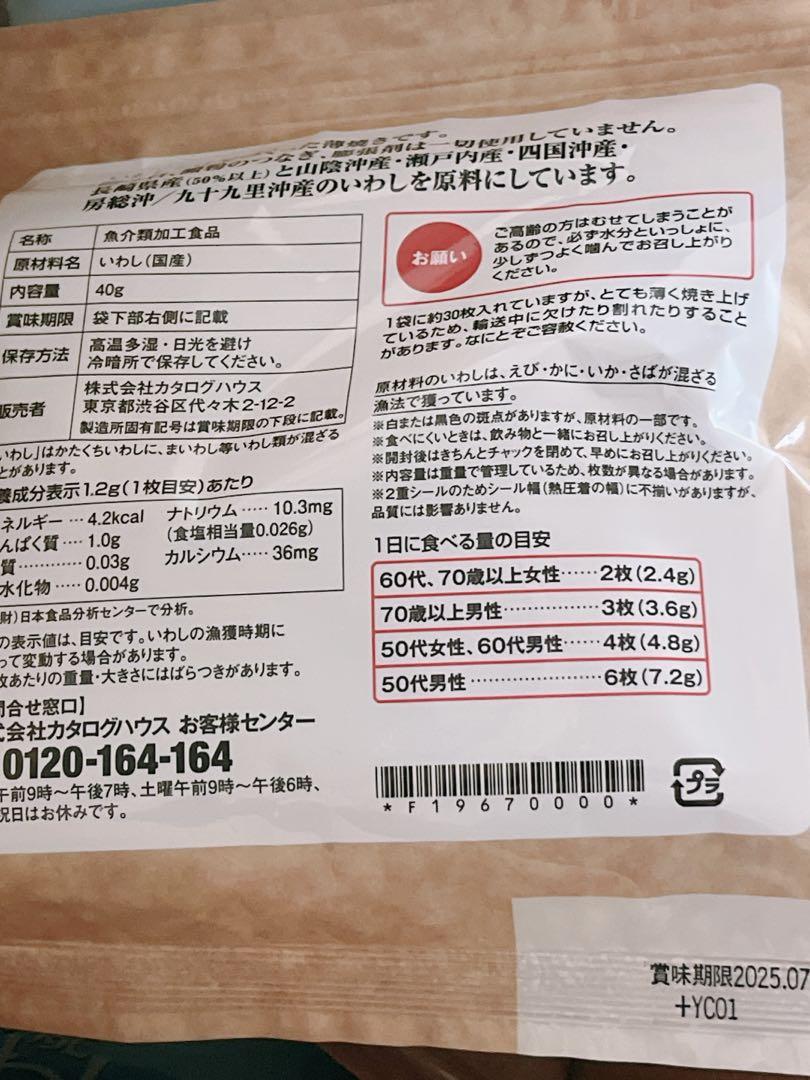 た薄焼きです。
のつなぎ、膨張剤は一切使用していません。
長崎県産(50%以上)と山陰沖産・瀬戸内産・四国沖産・
房総沖/九十九里沖産のいわしを原料にしています。
名称 魚介類加工食品
原材料名 いわし(国産)
内容量 40g
賞味期限 袋下部右側に記載
保存方法 高温多湿・日光を避け
冷暗所で保存してください。
販売者 株式会社カタログハウス
東京都渋谷区代々木2-12-2
製造所固有記号は賞味期限の下段に記載。
いわし」はかたくちいわしに、まいわし等いわし類が混ざる
とがあります。
養成分表示1.2g(1枚目安)あたり
ネルギー…4.2kcal
んぱく質……1.0g
質…………0.03g
水化物……0.004g
ナトリウム……10.3mg
(食塩相当量0.026g)
カルシウム……36mg
財)日本食品分析センターで分析。
の表示値は、目安です。いわしの漁獲時期に
って変動する場合があります。
枚あたりの重量・大きさにはばらつきがあります。
問合せ窓口】
式会社カタログハウス お客様センター
0120-164-164
午前9時〜午後7時、土曜午前9時〜午後6時、
祝日はお休みです。
お願い
ご高齢の方はむせてしまうことが
あるので、必ず水分といっしょに、
少しずつよく噛んでお召し上がり
ください。
1袋に約30枚入れていますが、とても薄く焼き上げ
ているため、輸送中に欠けたり割れたりすること
があります。なにとぞご容赦ください。
原材料のいわしは、えび・かに・いか・さばが混ざる
漁法で獲っています。
※白または黒色の斑点がありますが、原材料の一部です。
※食べにくいときは、飲み物と一緒にお召し上がりください。
※開封後はきちんとチャックを閉めて、早めにお召し上がりください。
※内容量は重量で管理しているため、枚数が異なる場合があります。
※2重シールのためシール幅(熱圧着の幅)に不揃いがありますが、
品質には影響ありません。
1日に食べる量の目安
60代、70歳以上女性……2枚(2.4g)
70歳以上男性……………3枚(3.6g)
50代女性、60代男性……4枚(4.8g)
50代男性…………………6枚(7.2g)
*F19670000*
プラ
賞味期限2025.07
+YC01